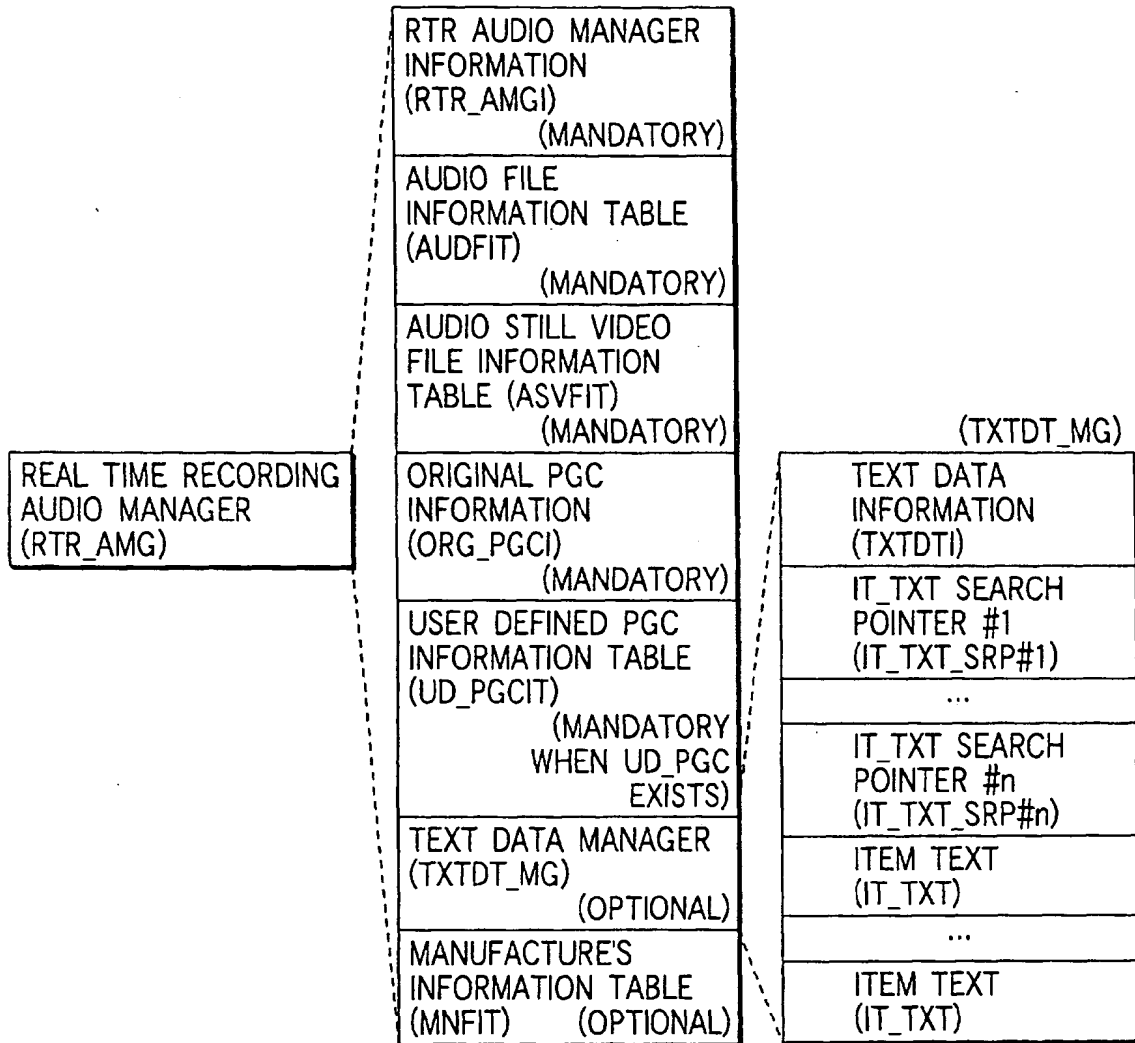 REAL TIME RECORDING
AUDIO MANAGER
(RTR_AMG)
RTR AUDIO MANAGER
INFORMATION
(RTR_AMGI)
(MANDATORY)
AUDIO FILE
INFORMATION TABLE
(AUDFIT)
(MANDATORY)
AUDIO STILL VIDEO
FILE INFORMATION
TABLE (ASVFIT)
(MANDATORY)
ORIGINAL PGC
INFORMATION
(ORG_PGCI)
(MANDATORY)
USER DEFINED PGC
INFORMATION TABLE
(UD_PGCIT)
(MANDATORY
WHEN UD_PGC
EXISTS)
TEXT DATA MANAGER
(TXTDT_MG)
(OPTIONAL)
MANUFACTURE'S
INFORMATION TABLE
(MNFIT) (OPTIONAL)
(TXTDT_MG)
TEXT DATA
INFORMATION
(TXTDTI)
IT_TXT SEARCH
POINTER #1
(IT_TXT_SRP#1)
...
IT_TXT SEARCH
POINTER #n
(IT_TXT_SRP#n)
ITEM TEXT
(IT_TXT)
...
ITEM TEXT
(IT_TXT)